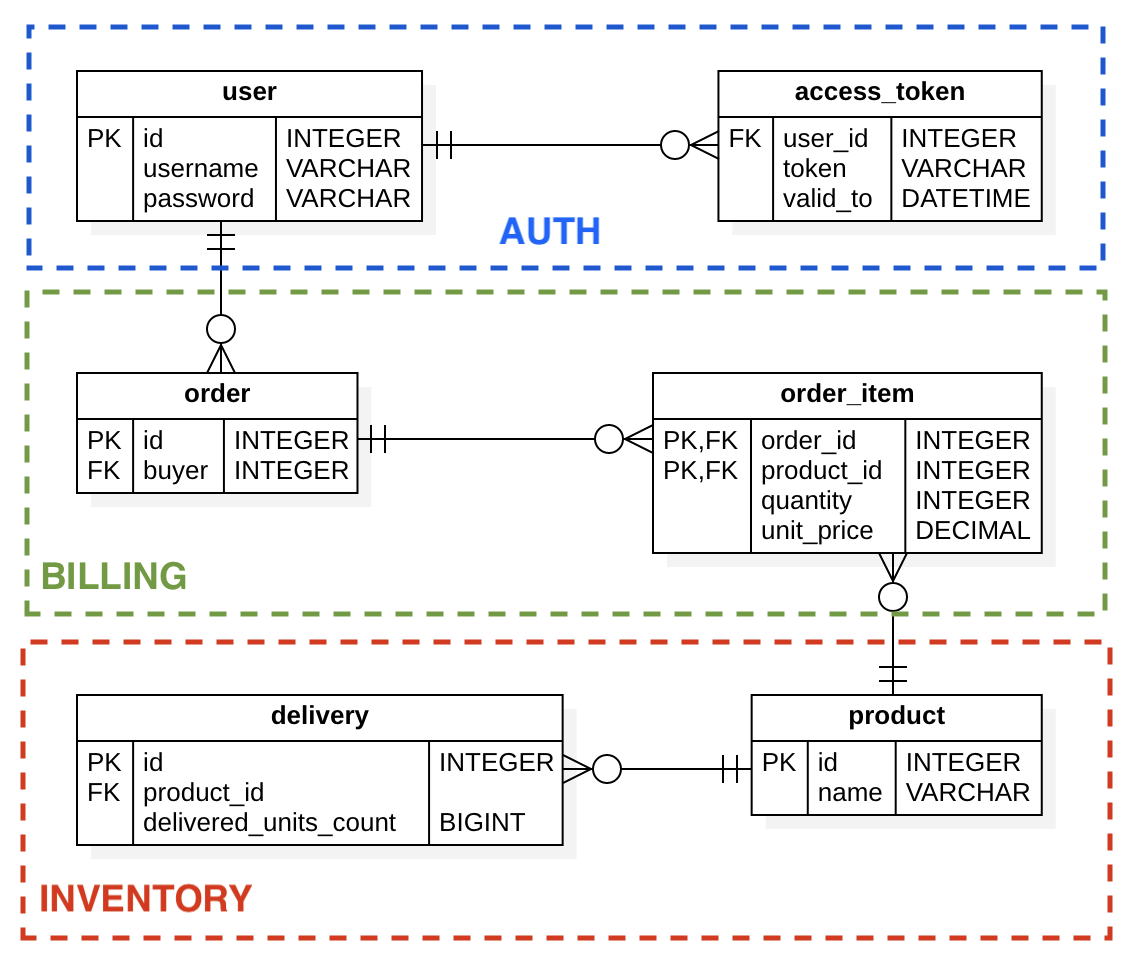 user
PK id INTEGER
username VARCHAR
password VARCHAR
access_token
FK user_id INTEGER
token VARCHAR
valid_to DATETIME
AUTH
order
PK id INTEGER
FK buyer INTEGER
order_item
PK,FK order_id INTEGER
PK,FK product_id INTEGER
quantity INTEGER
unit_price DECIMAL
BILLING
delivery
PK id INTEGER
FK product_id
delivered_units_count BIGINT
product
PK id INTEGER
name VARCHAR
INVENTORY